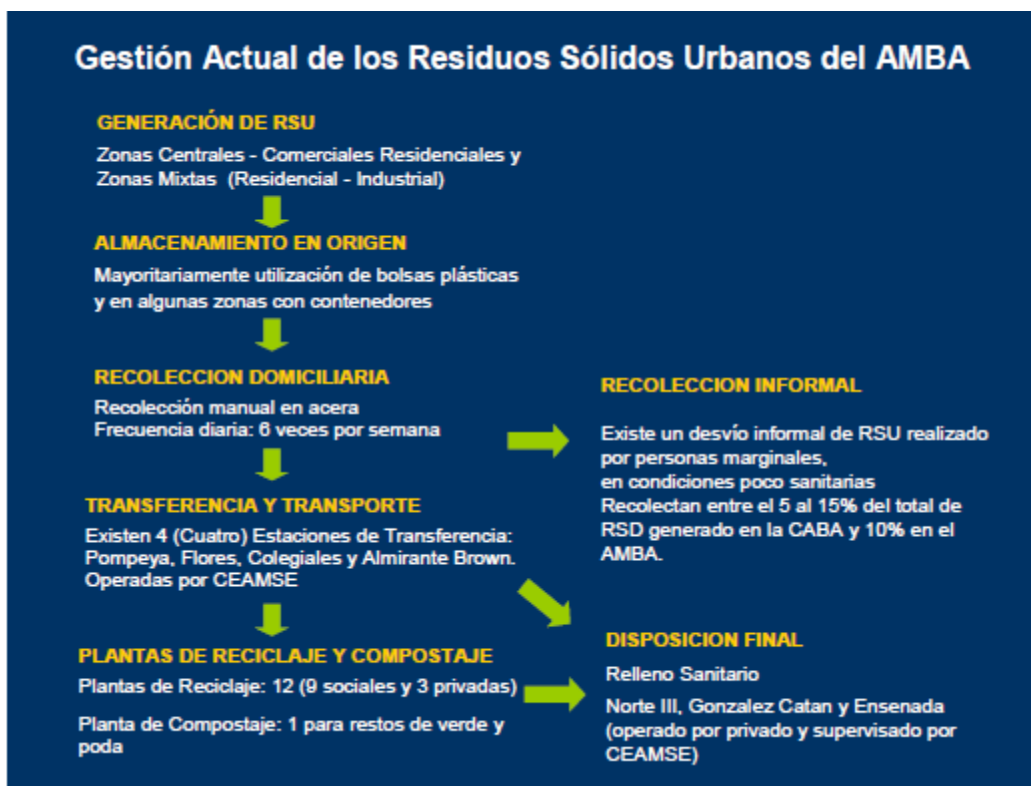 Gestión Actual de los Residuos Sólidos Urbanos del AMBA
GENERACIÓN DE RSU
Zonas Centrales - Comerciales Residenciales y
Zonas Mixtas (Residencial - Industrial)
ALMACENAMIENTO EN ORIGEN
Mayoritariamente utilización de bolsas plásticas
y en algunas zonas con contenedores
RECOLECCION DOMICILIARIA
Recolección manual en acera
Frecuencia diaria: 6 veces por semana
RECOLECCION INFORMAL
Existe un desvío informal de RSU realizado
por personas marginales,
en condiciones poco sanitarias
Recolectan entre el 5 al 15% del total de
RSD generado en la CABA y 10% en el
AMBA.
TRANSFERENCIA Y TRANSPORTE
Existen 4 (Cuatro) Estaciones de Transferencia:
Pompeya, Flores, Colegiales y Almirante Brown.
Operadas por CEAMSE
PLANTAS DE RECICLAJE Y COMPOSTAJE
Plantas de Reciclaje: 12 (9 sociales y 3 privadas)
Planta de Compostaje: 1 para restos de verde y
poda
DISPOSICION FINAL
Relleno Sanitario
Norte III, Gonzalez Catan y Ensenada
(operado por privado y supervisado por
CEAMSE)